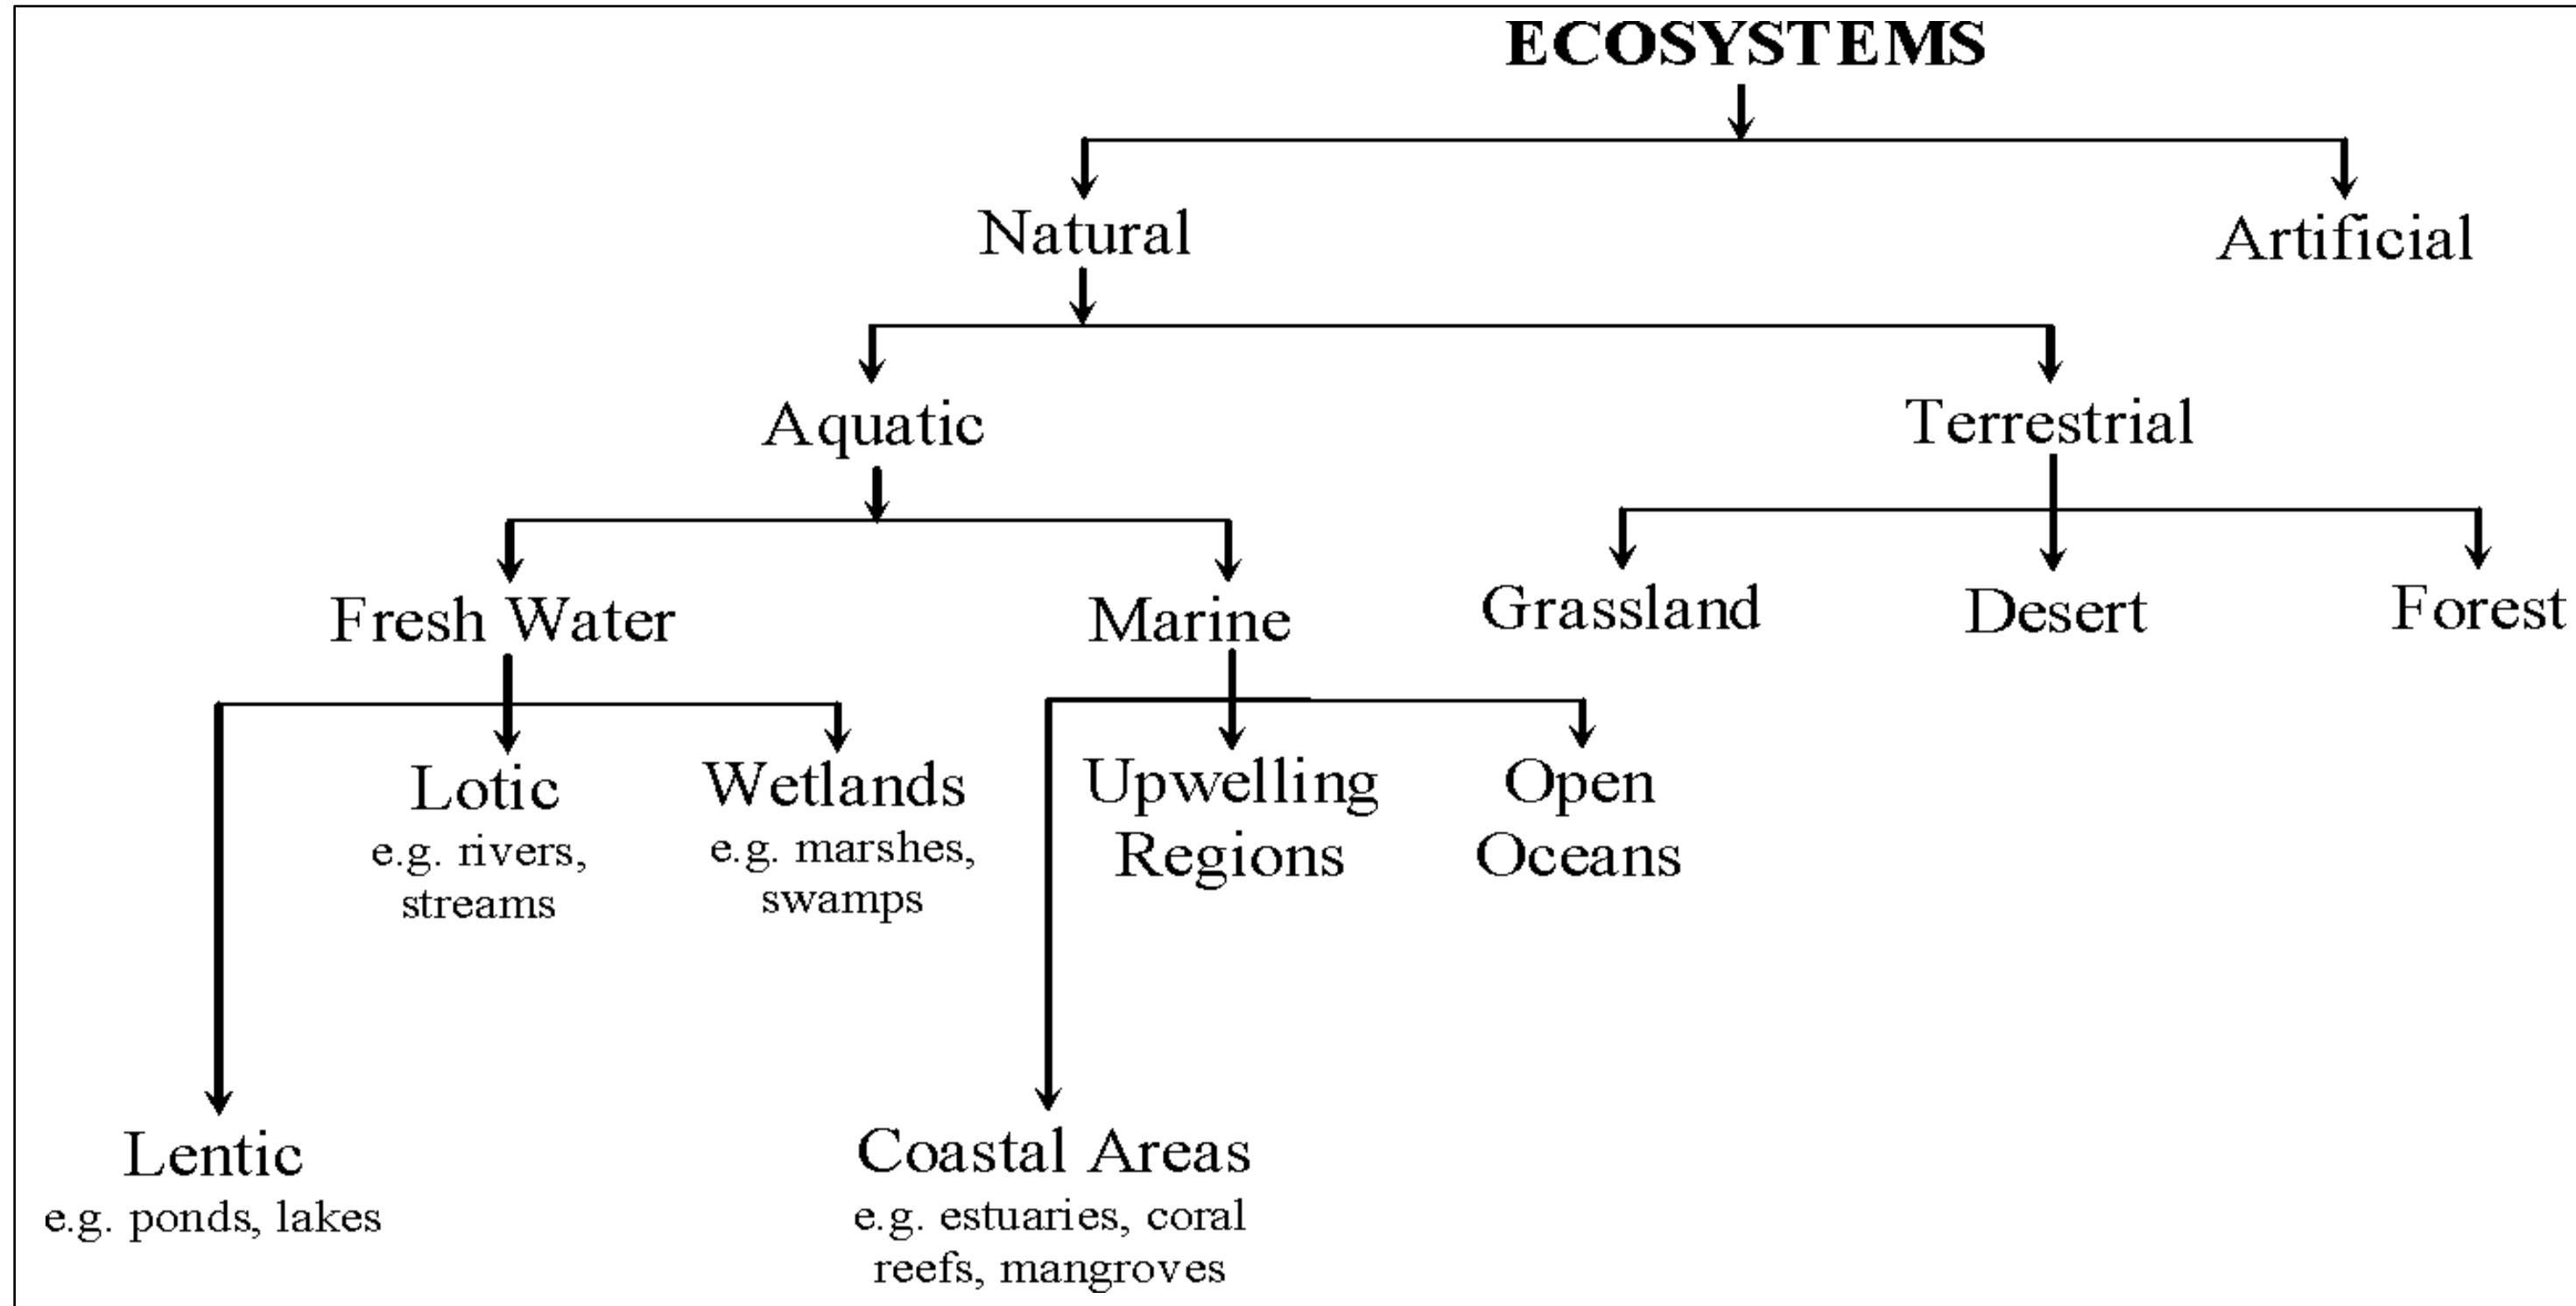 ECOSYSTEMS
Natural
Artificial
Aquatic
Terrestrial
Fresh Water
Marine
Grassland
Desert
Forest
Lotic
e.g. rivers,
streams
Wetlands
e.g. marshes,
swamps
Upwelling
Regions
Open
Oceans
Lentic
e.g. ponds, lakes
Coastal Areas
e.g. estuaries, coral
reefs, mangroves